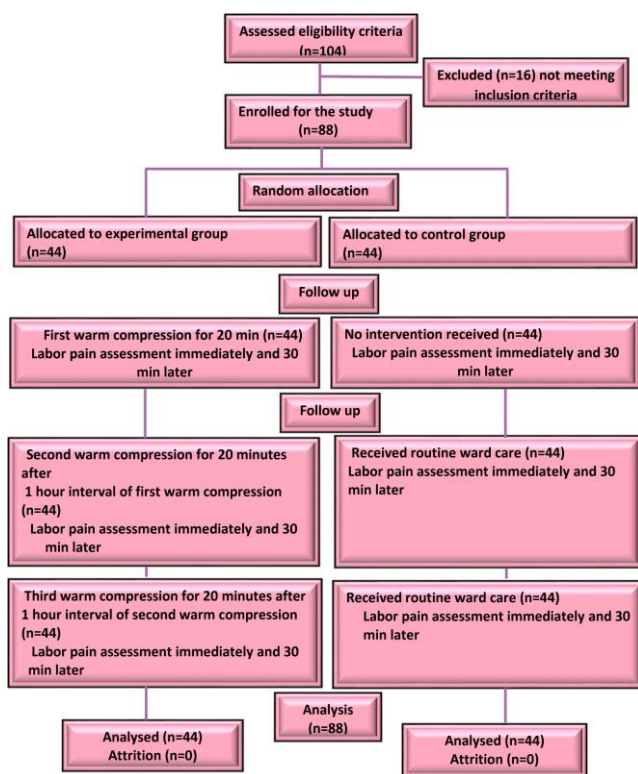 Assessed eligibility criteria
(n=104)
Excluded (n=16) not meeting
inclusion criteria
Enrolled for the study
(n=88)
Random allocation
Allocated to experimental group
(n=44)
Allocated to control group
(n=44)
Follow up
First warm compression for 20 min (n=44)
Labor pain assessment immediately and 30
min later
No intervention received (n=44)
Labor pain assessment immediately and 30
min later
Follow up
Second warm compression for 20 minutes
after
1 hour interval of first warm compression
(n=44)
Labor pain assessment immediately and 30
min later
Received routine ward care (n=44)
Labor pain assessment immediately and 30
min later
Third warm compression for 20 minutes after
1 hour interval of second warm compression
(n=44)
Labor pain assessment immediately and 30
min later
Received routine ward care (n=44)
Labor pain assessment immediately and 30
min later
Analysis
(n=88)
Analysed (n=44)
Attrition (n=0)
Analysed (n=44)
Attrition (n=0)